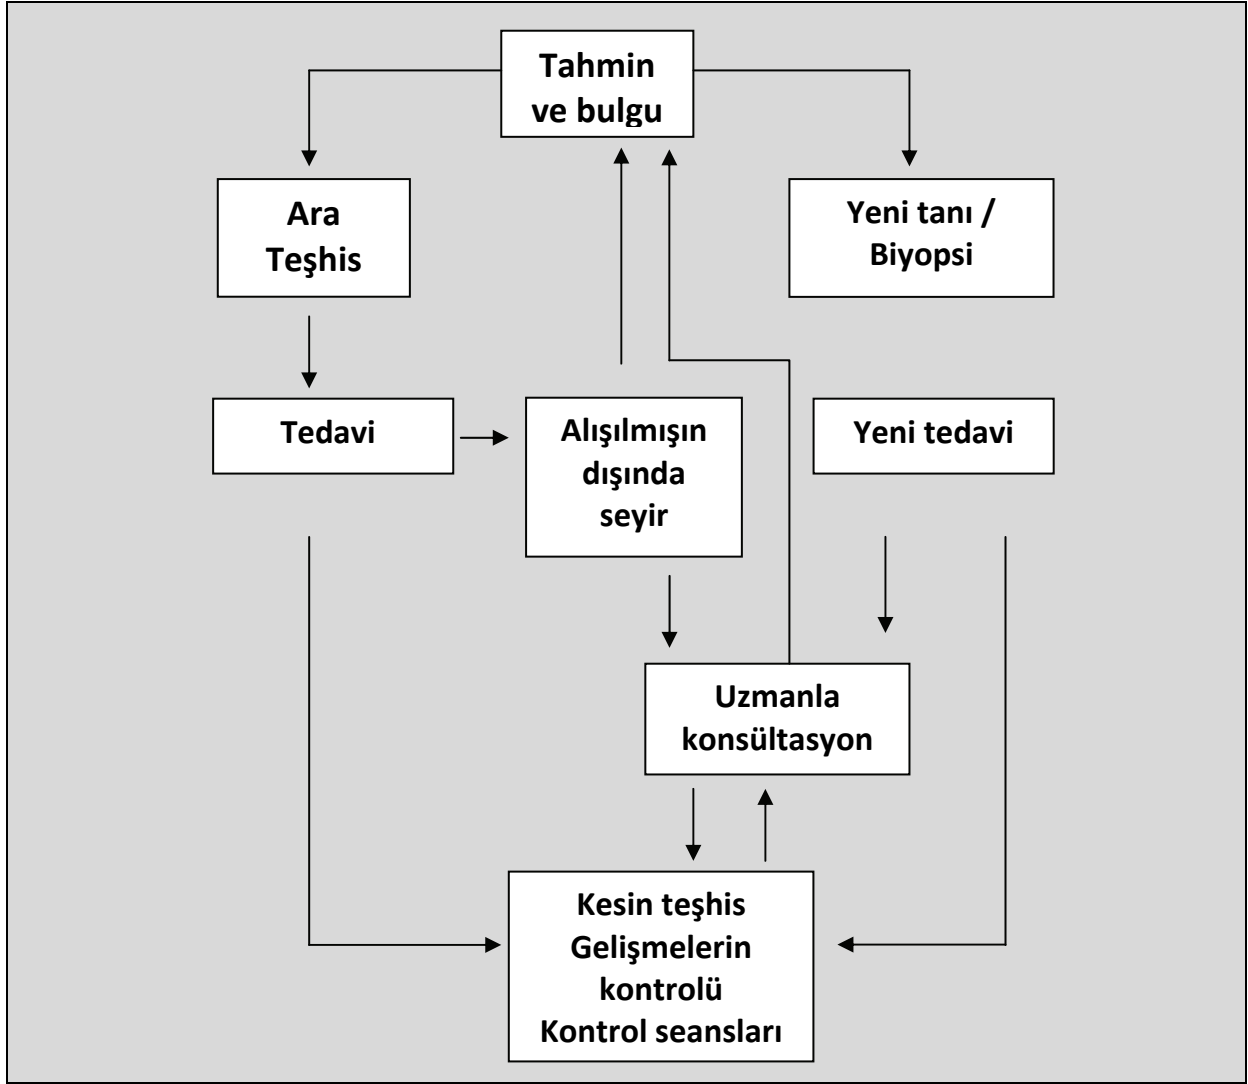 Tahmin
ve bulgu
Ara
Teşhis
Yeni tanı /
Biyopsi
Tedavi
Alışılmışın
dışında
seyir
Yeni tedavi
Uzmanla
konsültasyon
Kesin teşhis
Gelişmelerin
kontrolü
Kontrol seansları